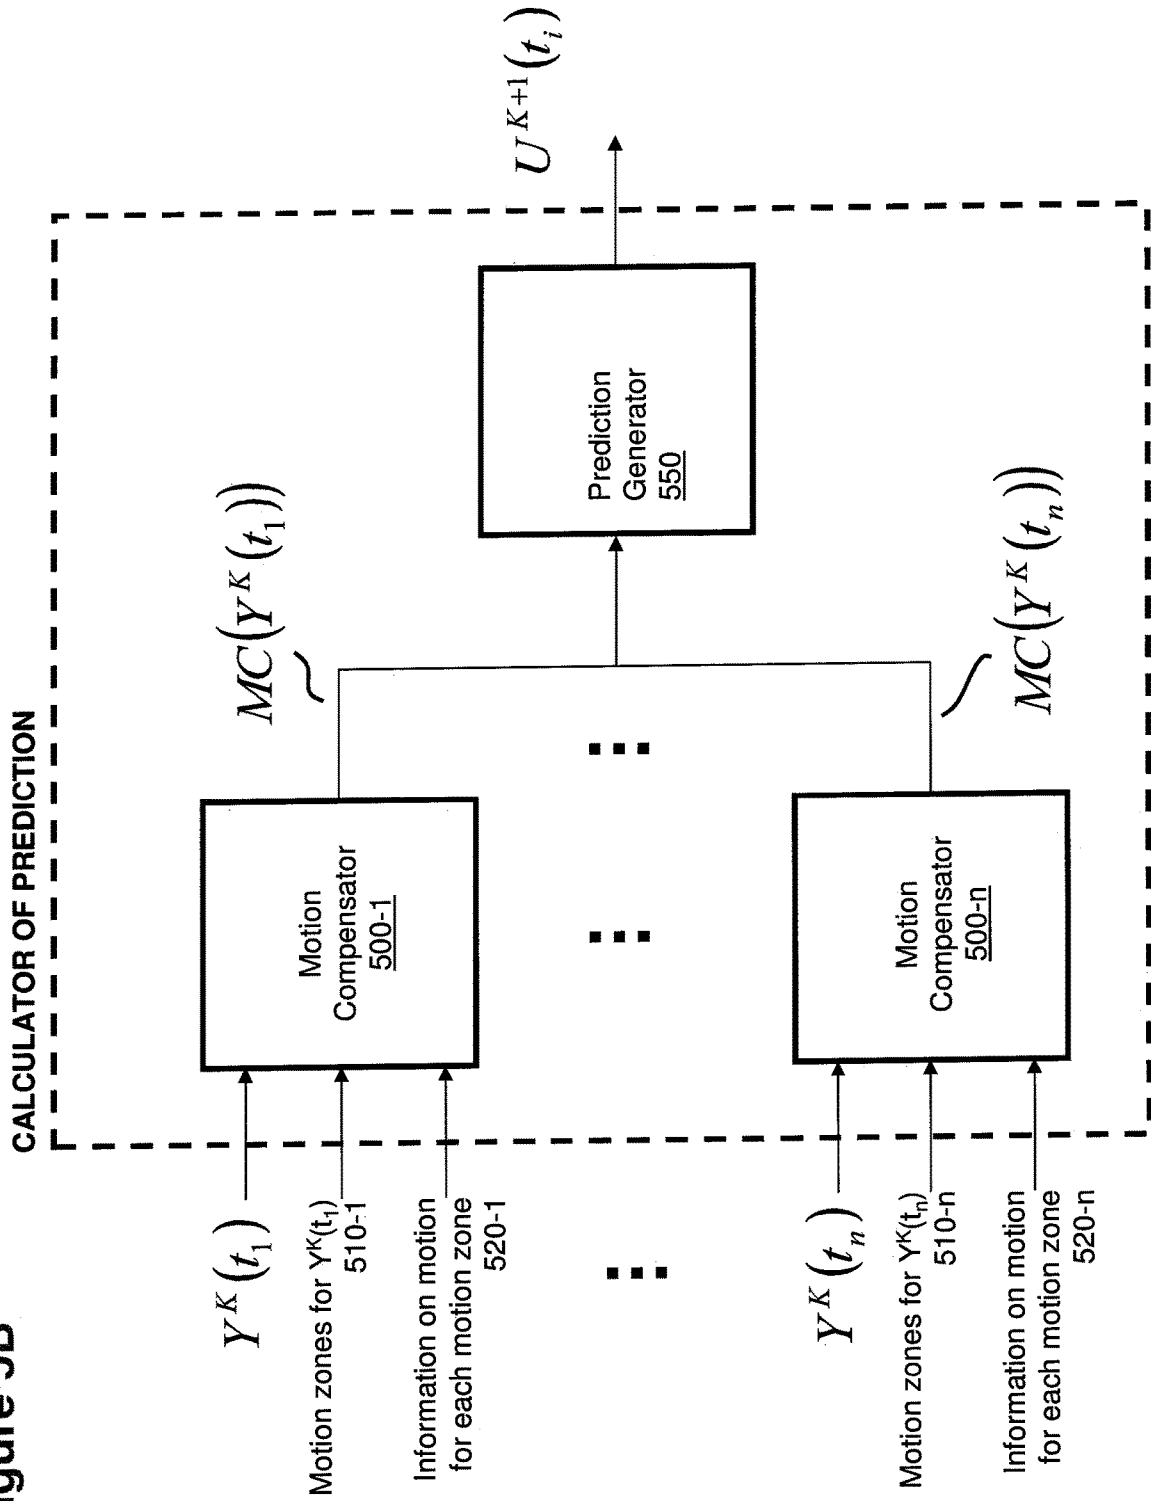 gure 5B
CALCULATOR OF PREDICTION
Y^K(t_1)
Motion zones for Y^K(t_1)
510-1
Information on motion
for each motion zone
520-1
Motion
Compensator
500-1
MC(Y^K(t_1))
Prediction
Generator
550
U^{K+1}(t_i)
Y^K(t_n)
Motion zones for Y^K(t_n)
510-n
Information on motion
for each motion zone
520-n
Motion
Compensator
500-n
MC(Y^K(t_n))